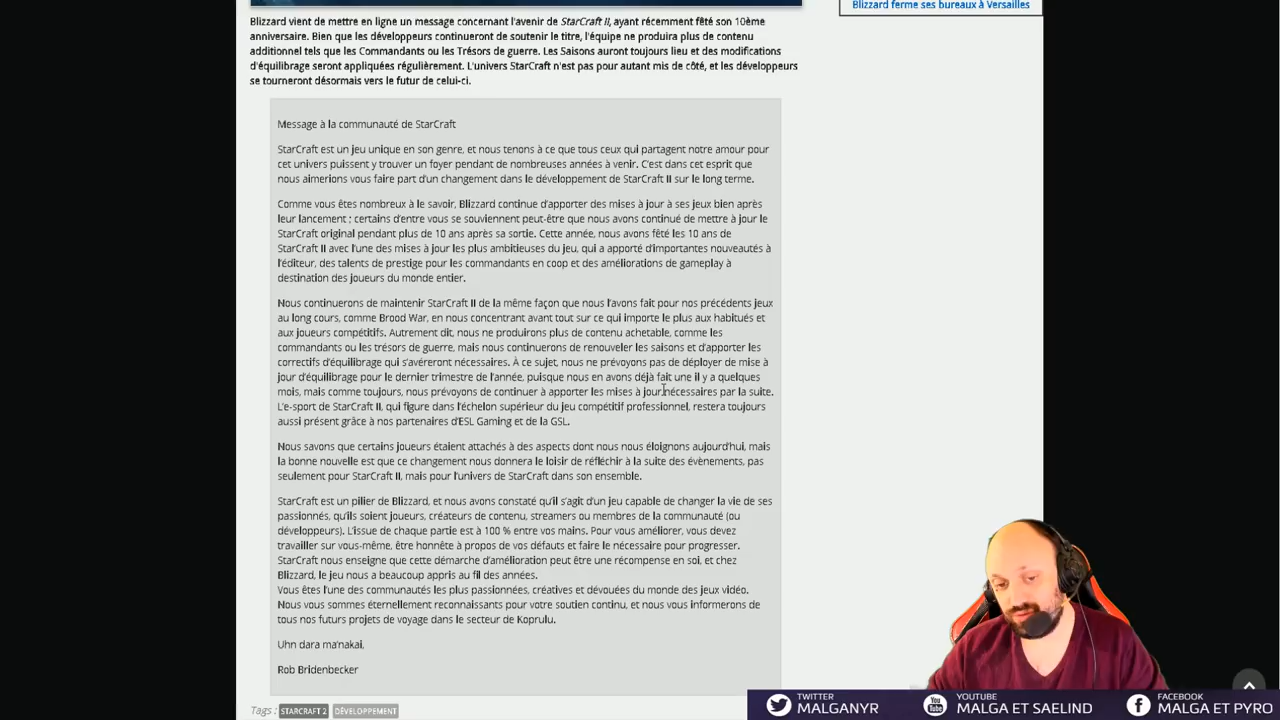 Blizzard ferme ses bureaux à Versailles
Blizzard vient de mettre en ligne un message concernant l'avenir de StarCraft II, ayant récemment fêté son 10ème
anniversaire. Bien que les développeurs continueront de soutenir le titre, l'équipe ne produira plus de contenu
additionnel tels que les Commandants ou les Trésors de guerre. Les Saisons auront toujours lieu et des modifications
d'équilibrage seront appliquées régulièrement. L'univers StarCraft n'est pas pour autant mis de côté, et les développeurs
se tourneront désormais vers le futur de celui-ci.
Message à la communauté de StarCraft
StarCraft est un jeu unique en son genre, et nous tenons à ce que tous ceux qui partagent notre amour pour
cet univers puissent y trouver un foyer pendant de nombreuses années à venir. C'est dans cet esprit que
nous aimerions vous faire part d'un changement dans le développement de StarCraft II sur le long terme.
Comme vous êtes nombreux à le savoir, Blizzard continue d'apporter des mises à jour à ses jeux bien après
leur lancement ; certains d'entre vous se souviennent peut-être que nous avons continué de mettre à jour le
StarCraft original pendant plus de 10 ans après sa sortie. Cette année, nous avons fêté les 10 ans de
StarCraft II avec l'une des mises à jour les plus ambitieuses du jeu, qui a apporté d'importantes nouveautés à
l'éditeur, des talents de prestige pour les commandants en coop et des améliorations de gameplay à
destination des joueurs du monde entier.
Nous continuerons de maintenir StarCraft II de la même façon que nous l'avons fait pour nos précédents jeux
au long cours, comme Brood War, en nous concentrant avant tout sur ce qui importe le plus aux habitués et
aux joueurs compétitifs. Autrement dit, nous ne produirons plus de contenu achetable, comme les
commandants ou les trésors de guerre, mais nous continuerons de renouveler les saisons et d'apporter les
correctifs d'équilibrage qui s'avéreront nécessaires. À ce sujet, nous ne prévoyons pas de déployer de mise à
jour d'équilibrage pour le dernier trimestre de l'année, puisque nous en avons déjà fait une il y a quelques
mois, mais comme toujours, nous prévoyons de continuer à apporter les mises à jour nécessaires par la suite.
L'e-sport de StarCraft II, qui figure dans l'échelon supérieur du jeu compétitif professionnel, restera toujours
aussi présent grâce à nos partenaires d'ESL Gaming et de la GSL.
Nous savons que certains joueurs étaient attachés à des aspects dont nous nous éloignons aujourd'hui, mais
la bonne nouvelle est que ce changement nous donnera le loisir de réfléchir à la suite des évènements, pas
seulement pour StarCraft II, mais pour l'univers de StarCraft dans son ensemble.
StarCraft est un pilier de Blizzard, et nous avons constaté qu'il s'agit d'un jeu capable de changer la vie de ses
passionnés, qu'ils soient joueurs, créateurs de contenu, streamers ou membres de la communauté (ou
développeurs). L'issue de chaque partie est à 100 % entre vos mains. Pour vous améliorer, vous devez
travailler sur vous-même, être honnête à propos de vos défauts et faire le nécessaire pour progresser.
StarCraft nous enseigne que cette démarche d'amélioration peut être une récompense en soi, et chez
Blizzard, le jeu nous a beaucoup appris au fil des années.
Vous êtes l'une des communautés les plus passionnées, créatives et dévouées du monde des jeux vidéo.
Nous vous sommes éternellement reconnaissants pour votre soutien continu, et nous vous informerons de
tous nos futurs projets de voyage dans le secteur de Koprulu.
Uhn dara ma'nakai,
Rob Bridenbecker
Tags : STARCRAFT 2 DÉVELOPPEMENT
TWITTER
MALGANYR
YOUTUBE
MALGA ET SAELIND
FACEBOOK
MALGA ET PYRO